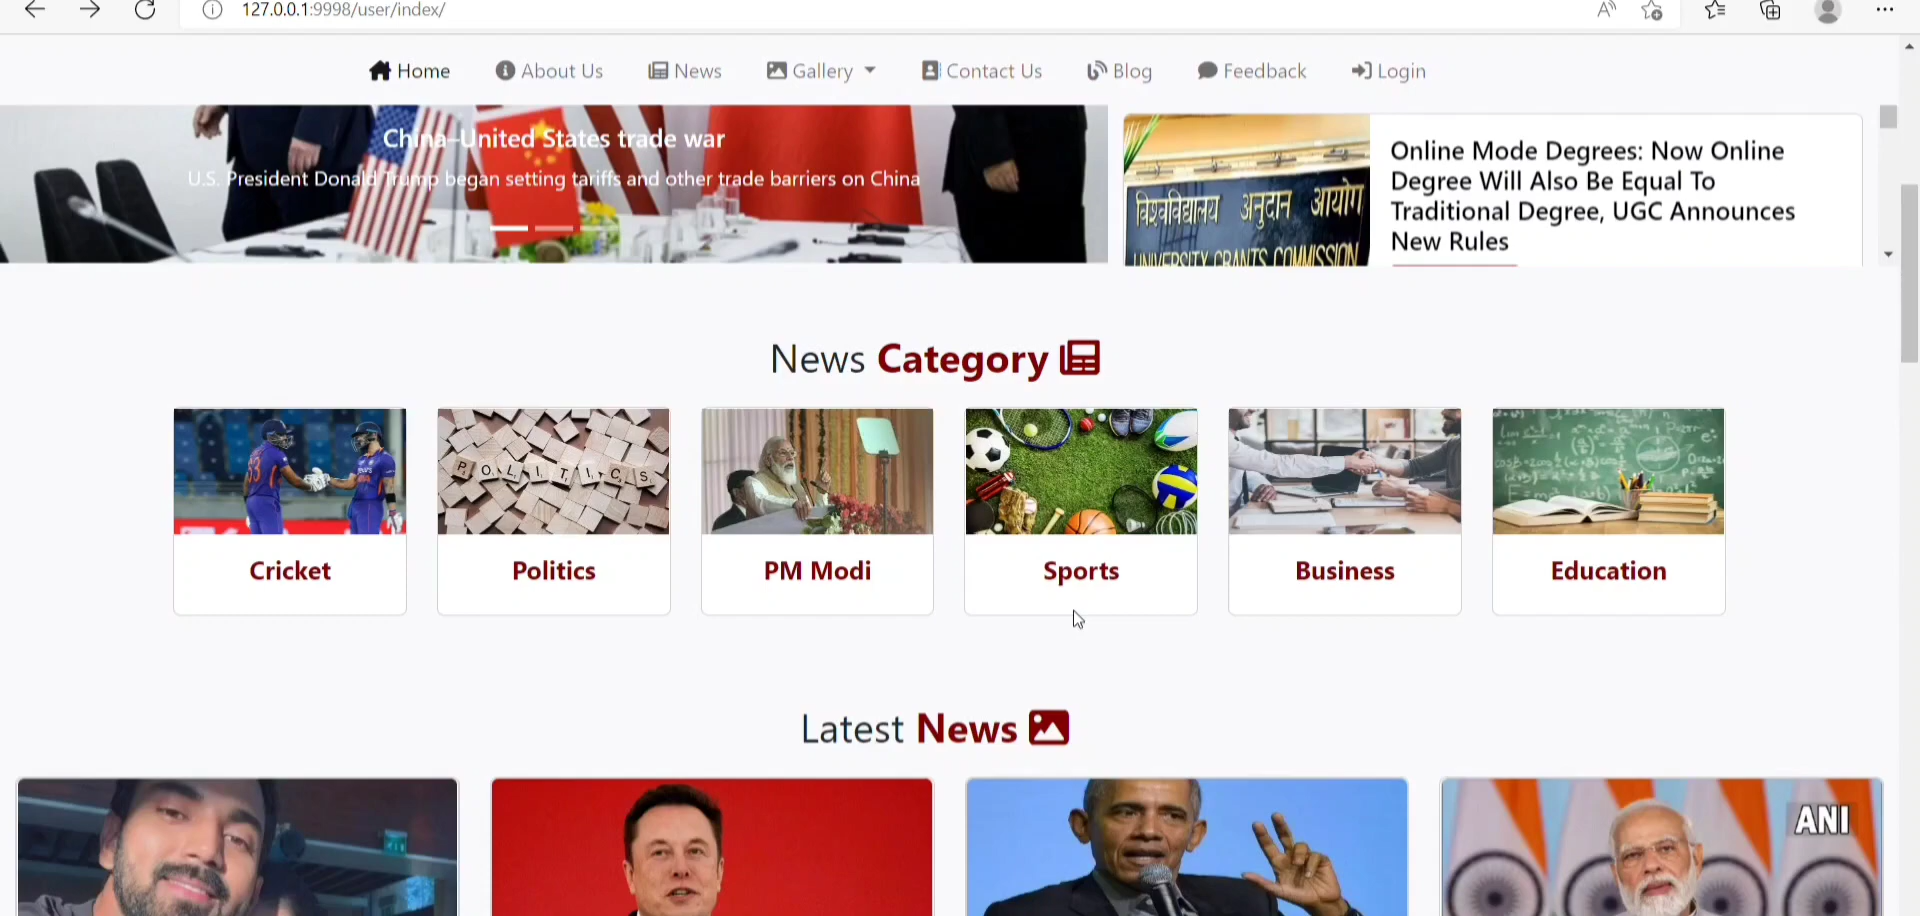 127.0.0.1:9998/user/index/
Home About Us News Gallery Contact Us Blog Feedback Login
China–United States trade war
U.S. President Donald Trump began setting tariffs and other trade barriers on China
विश्वविद्यालय अनुदान आयोग
UNIVERSITY GRANTS COMMISSION
Online Mode Degrees: Now Online
Degree Will Also Be Equal To
Traditional Degree, UGC Announces
New Rules
News Category
POLITICS
Cricket
Politics
PM Modi
Sports
Business
Education
Latest News
ANI